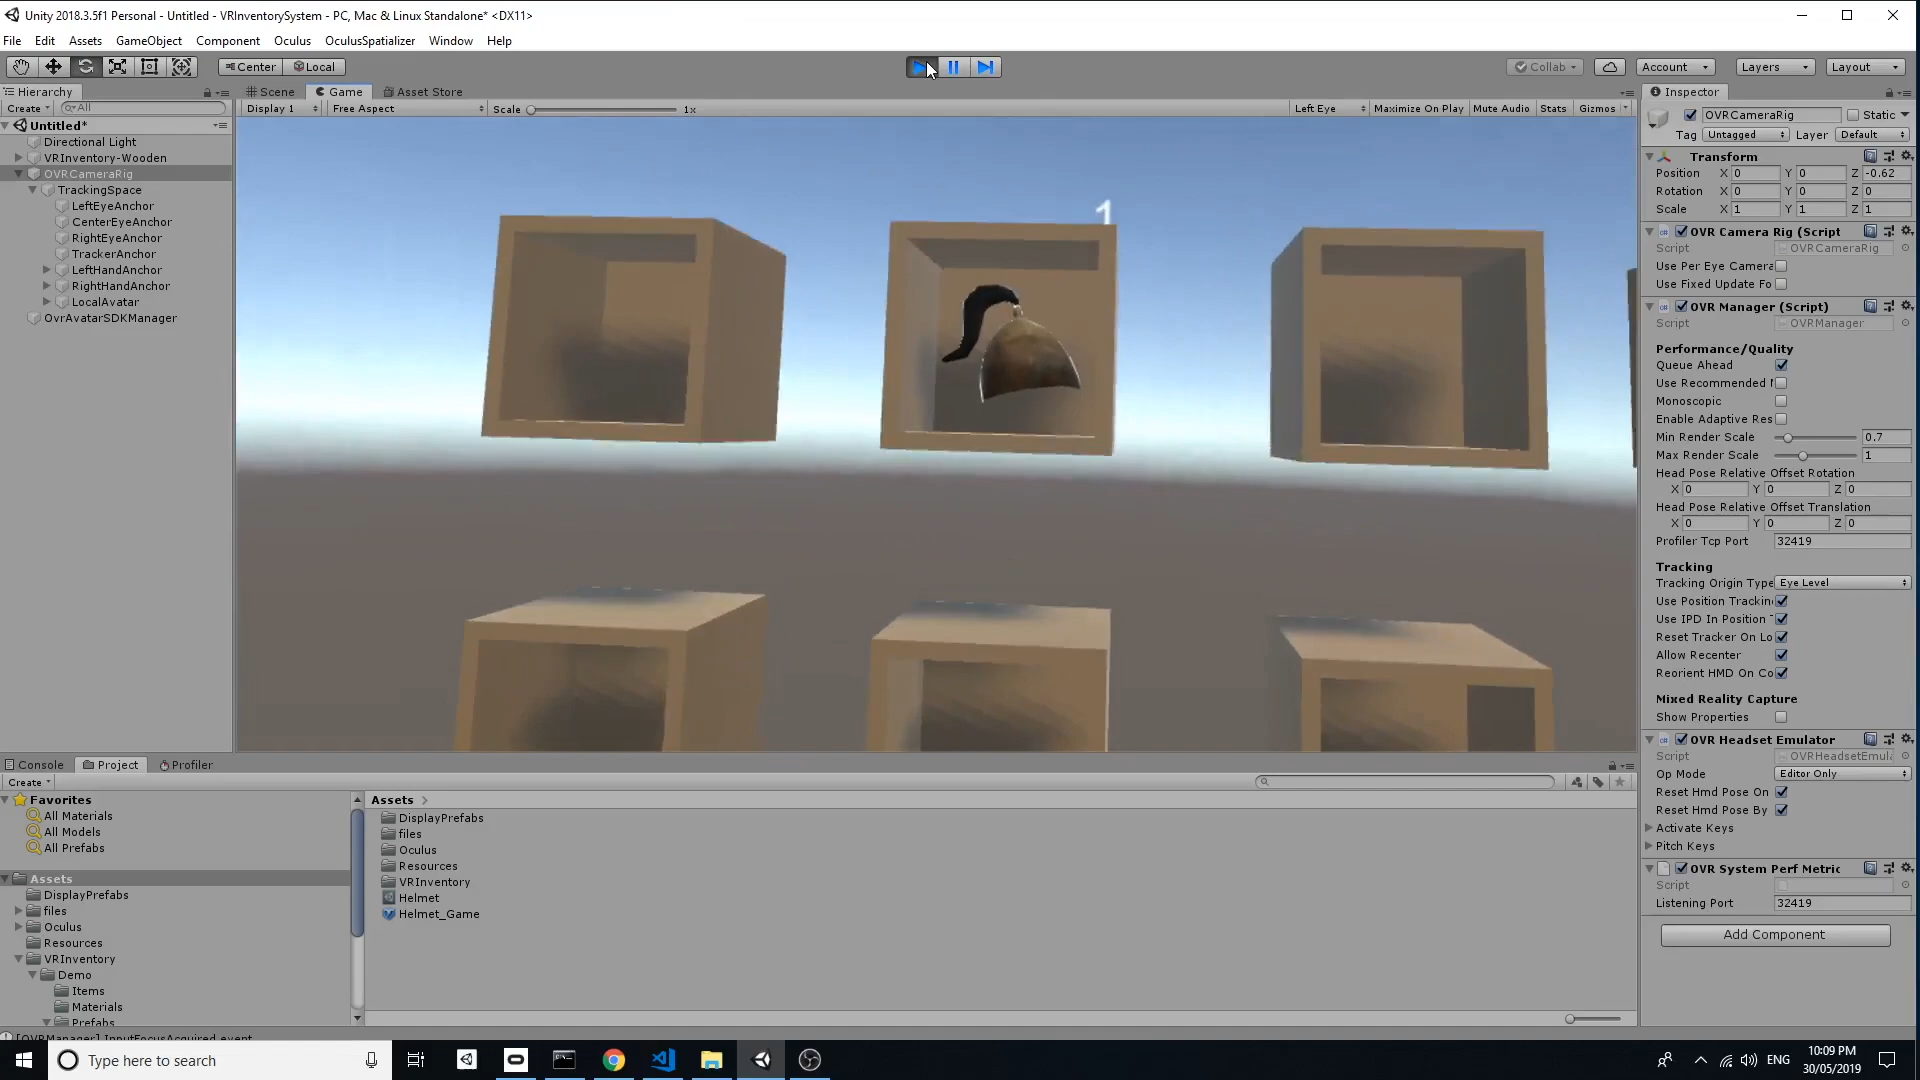 Unity 2018.3.5f1 Personal - Untitled - VRInventorySystem - PC, Mac & Linux Standalone* <DX11>
File Edit Assets GameObject Component Oculus OculusSpatializer Window Help
Center Local Collab Account Layers Layout
Hierarchy Scene Game Asset Store Inspector
Create All Display 1 Free Aspect Scale 1x Left Eye Maximize On Play Mute Audio Stats Gizmos
OVRCameraRig Static
Tag Untagged Layer Default
Untitled*
Directional Light
VRInventory-Wooden
OVRCameraRig
TrackingSpace
LeftEyeAnchor
CenterEyeAnchor
RightEyeAnchor
TrackerAnchor
LeftHandAnchor
RightHandAnchor
LocalAvatar
OvrAvatarSDKManager
1
Transform
Position X 0 Y 0 Z -0.62
Rotation X 0 Y 0 Z 0
Scale X 1 Y 1 Z 1
OVR Camera Rig (Script
Script OVRCameraRig
Use Per Eye Camera
Use Fixed Update Fo
OVR Manager (Script)
Script OVRManager
Performance/Quality
Queue Ahead
Use Recommended
Monoscopic
Enable Adaptive Res
Min Render Scale 0.7
Max Render Scale 1
Head Pose Relative Offset Rotation
X 0 Y 0 Z 0
Head Pose Relative Offset Translation
X 0 Y 0 Z 0
Profiler Tcp Port 32419
Tracking
Tracking Origin Type Eye Level
Use Position Trackin
Use IPD In Position
Reset Tracker On Lo
Allow Recenter
Reorient HMD On Co
Mixed Reality Capture
Show Properties
OVR Headset Emulator
Script OVRHeadsetEmul
Op Mode Editor Only
Reset Hmd Pose On
Reset Hmd Pose By
Activate Keys
Pitch Keys
OVR System Perf Metric
Script
Listening Port 32419
Add Component
Console Project Profiler
Create
Favorites
All Materials
All Models
All Prefabs
Assets
DisplayPrefabs
files
Oculus
Resources
VRInventory
Demo
Items
Materials
Prefabs
Assets
DisplayPrefabs
files
Oculus
Resources
VRInventory
Helmet
Helmet_Game
[OVRManager] InputFocusAcquired event
Type here to search
ENG
10:09 PM
30/05/2019